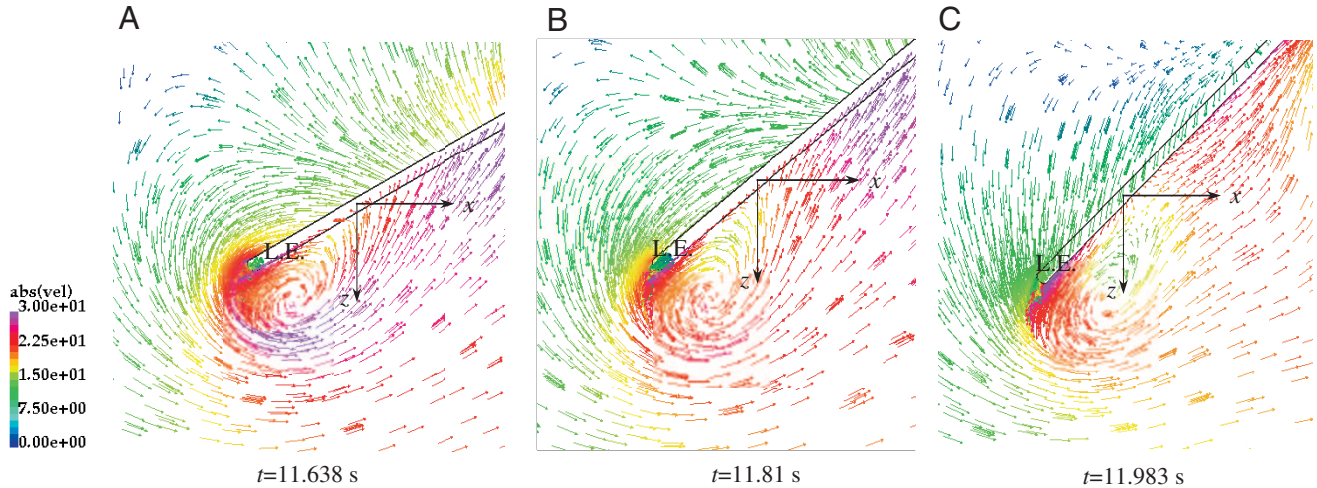 A
B
C
L.E.
x
z
L.E.
x
z
L.E.
x
z
abs(vel)
3.00e+01
2.25e+01
1.50e+01
7.50e+00
0.00e+00
t=11.638 s
t=11.81 s
t=11.983 s